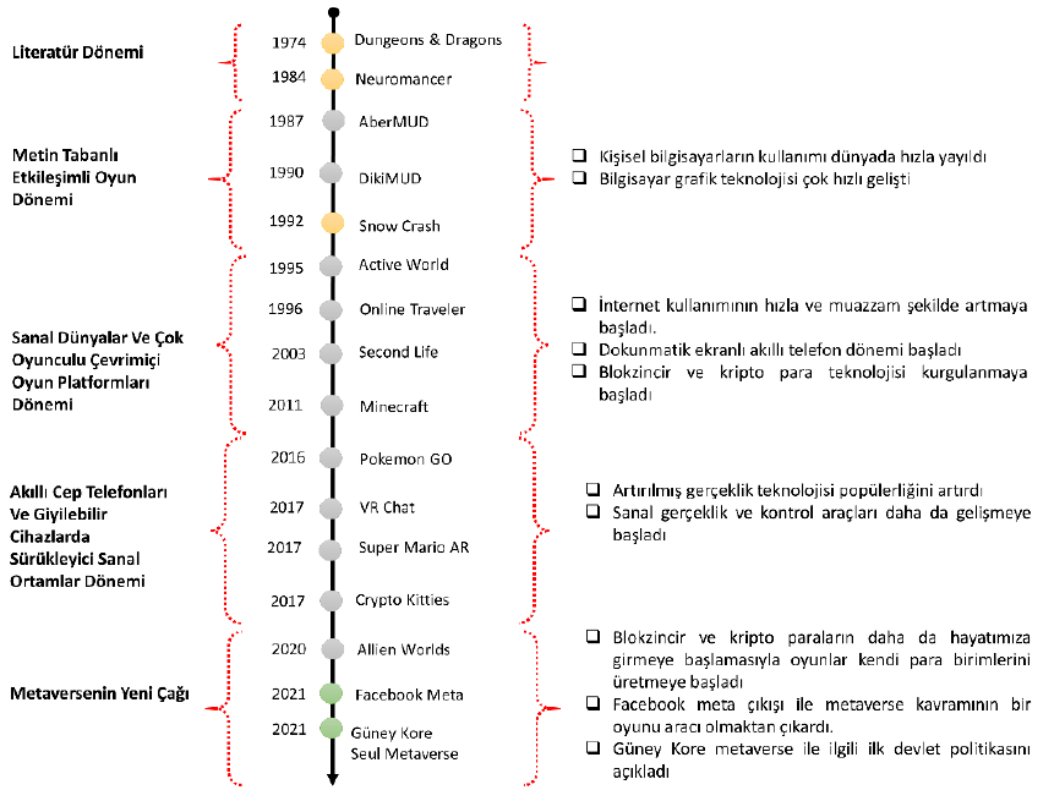 Literatür Dönemi
1974 Dungeons & Dragons
1984 Neuromancer
Metin Tabanlı
Etkileşimli Oyun
Dönemi
1987 AberMUD
1990 DikiMUD
1992 Snow Crash
❑ Kişisel bilgisayarların kullanımı dünyada hızla yayıldı
❑ Bilgisayar grafik teknolojisi çok hızlı gelişti
Sanal Dünyalar Ve Çok
Oyunculu Çevrimiçi
Oyun Platformları
Dönemi
1995 Active World
1996 Online Traveler
2003 Second Life
2011 Minecraft
❑ İnternet kullanımının hızla ve muazzam şekilde artmaya
başladı.
❑ Dokunmatik ekranlı akıllı telefon dönemi başladı
❑ Blokzincir ve kripto para teknolojisi kurgulanmaya
başladı
Akıllı Cep Telefonları
Ve Giyilebilir
Cihazlarda
Sürükleyici Sanal
Ortamlar Dönemi
2016 Pokemon GO
2017 VR Chat
2017 Super Mario AR
2017 Crypto Kitties
❑ Artırılmış gerçeklik teknolojisi popülerliğini artırdı
❑ Sanal gerçeklik ve kontrol araçları daha da gelişmeye
başladı
Metaversenin Yeni Çağı
2020 Allien Worlds
2021 Facebook Meta
2021 Güney Kore
Seul Metaverse
❑ Blokzincir ve kripto paraların daha da hayatımıza
girmeye başlamasıyla oyunlar kendi para birimlerini
üretmeye başladı
❑ Facebook meta çıkışı ile metaverse kavramının bir
oyunu aracı olmaktan çıkardı.
❑ Güney Kore metaverse ile ilgili ilk devlet politikasını
açıkladı